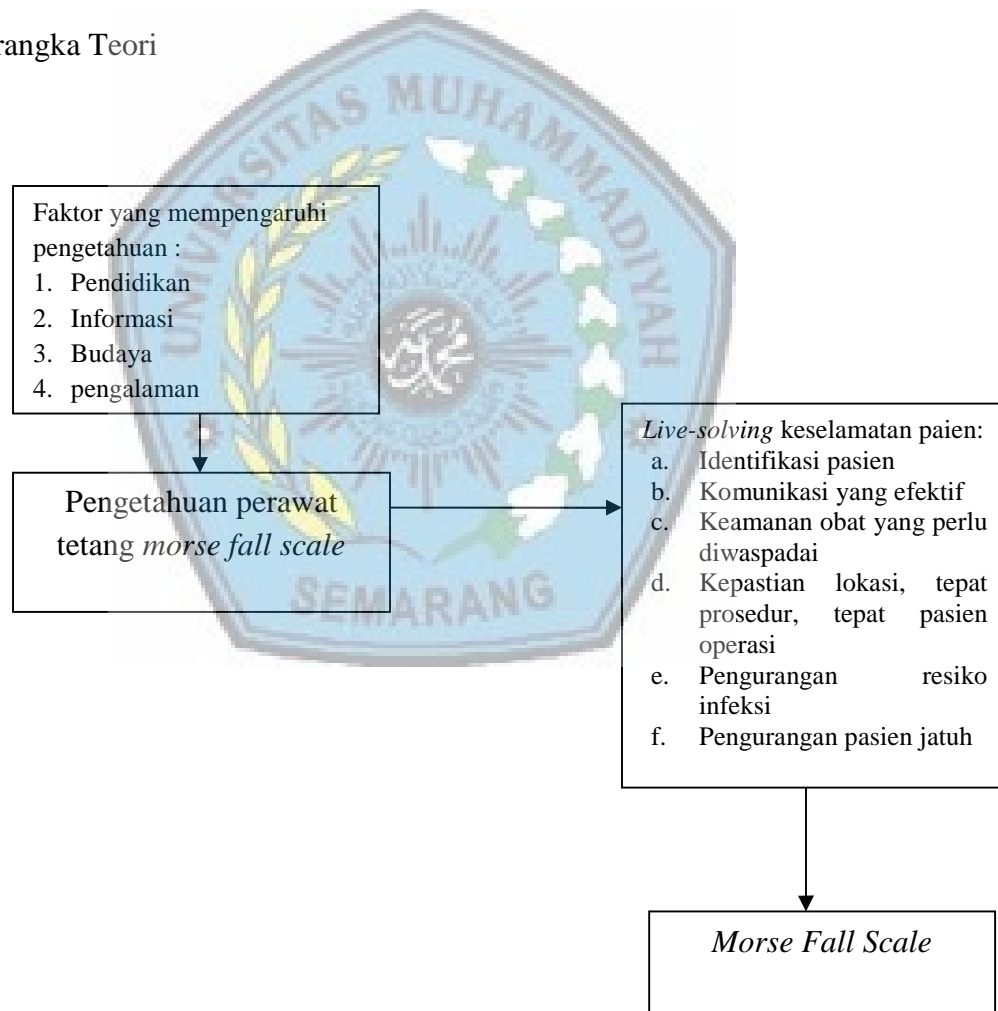 rangka Teori
UNIVERSITAS MUHAMMADIYAH
SEMARANG
Faktor yang mempengaruhi
pengetahuan :
1. Pendidikan
2. Informasi
3. Budaya
4. pengalaman
Pengetahuan perawat
tetang morse fall scale
Live-solving keselamatan paien:
a. Identifikasi pasien
b. Komunikasi yang efektif
c. Keamanan obat yang perlu
diwaspadai
d. Kepastian lokasi, tepat
prosedur, tepat pasien
operasi
e. Pengurangan resiko
infeksi
f. Pengurangan pasien jatuh
Morse Fall Scale